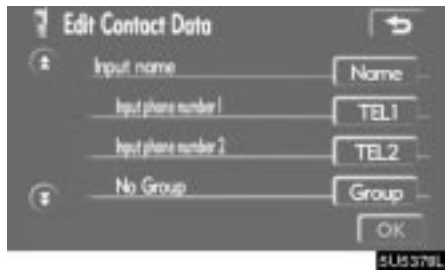 Edit Contact Data
Input name Name
Input phone number 1 TEL1
Input phone number 2 TEL2
No Group Group
OK
5U5378L